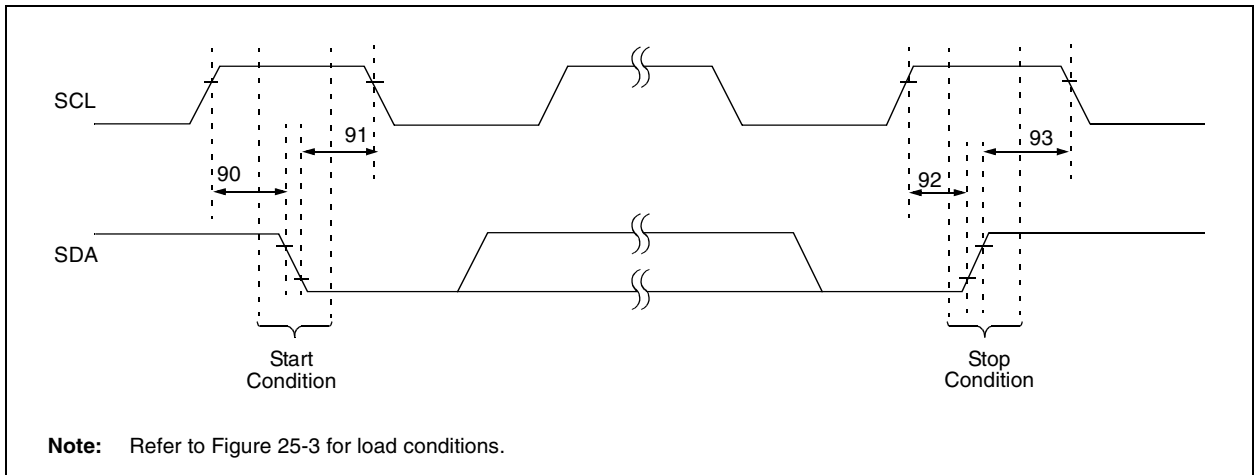 SCL
91
93
90
92
SDA
Start
Condition
Stop
Condition
Note: Refer to Figure 25-3 for load conditions.